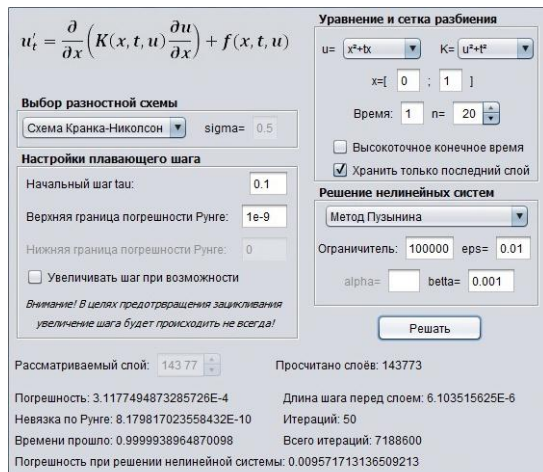 u't = ∂/∂x (K(x, t, u) ∂u/∂x) + f(x, t, u)
Выбор разностной схемы
Схема Кранка-Николсон sigma= 0.5
Настройки плавающего шага
Начальный шаг tau: 0.1
Верхняя граница погрешности Рунге: 1e-9
Нижняя граница погрешности Рунге: 0
Увеличивать шаг при возможности
Внимание! В целях предотрвращения зацикливания
увеличение шага будет происходить не всегда!
Уравнение и сетка разбиения
u= x²+tx K= u²+t²
x=[ 0 ; 1 ]
Время: 1 n= 20
Высокоточное конечное время
Хранить только последний слой
Решение нелинейных систем
Метод Пузынина
Ограничитель: 100000 eps= 0.01
alpha= betta= 0.001
Решать
Рассматриваемый слой: 143 77 Просчитано слоёв: 143773
Погрешность: 3.1177494873285726E-4 Длина шага перед слоем: 6.103515625E-6
Невязка по Рунге: 8.179817023558432E-10 Итераций: 50
Времени прошло: 0.9999938964870098 Всего итераций: 7188600
Погрешность при решении нелинейной системы: 0.009571713136509213